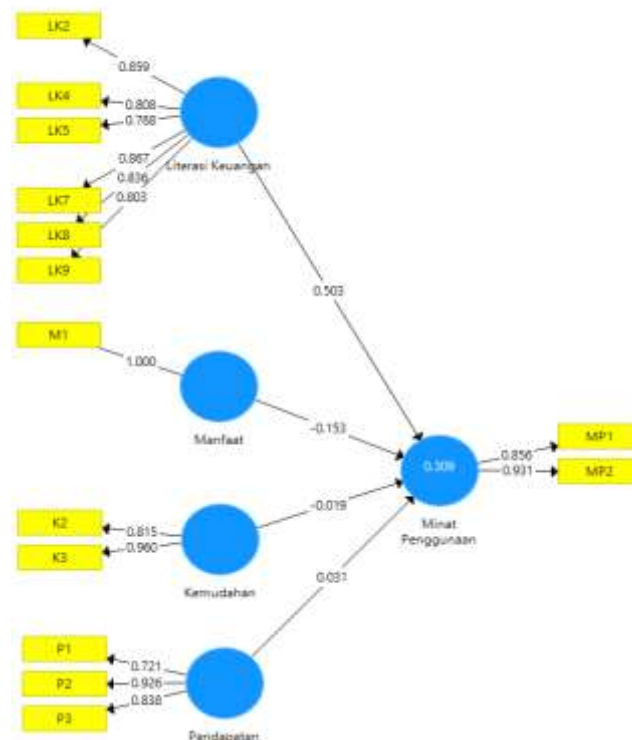 LK2
0.859
LK4
0.808
LK5
0.768
Literasi Keuangan
0.867
LK7
0.836
LK8
0.803
LK9
0.503
M1
1.000
Manfaat
-0.153
MP1
0.856
0.309
0.931
MP2
K2
0.815
-0.019
Minat
Penggunaan
K3
0.960
Kemudahan
0.031
P1
0.721
P2
0.926
P3
0.838
Pendapatan